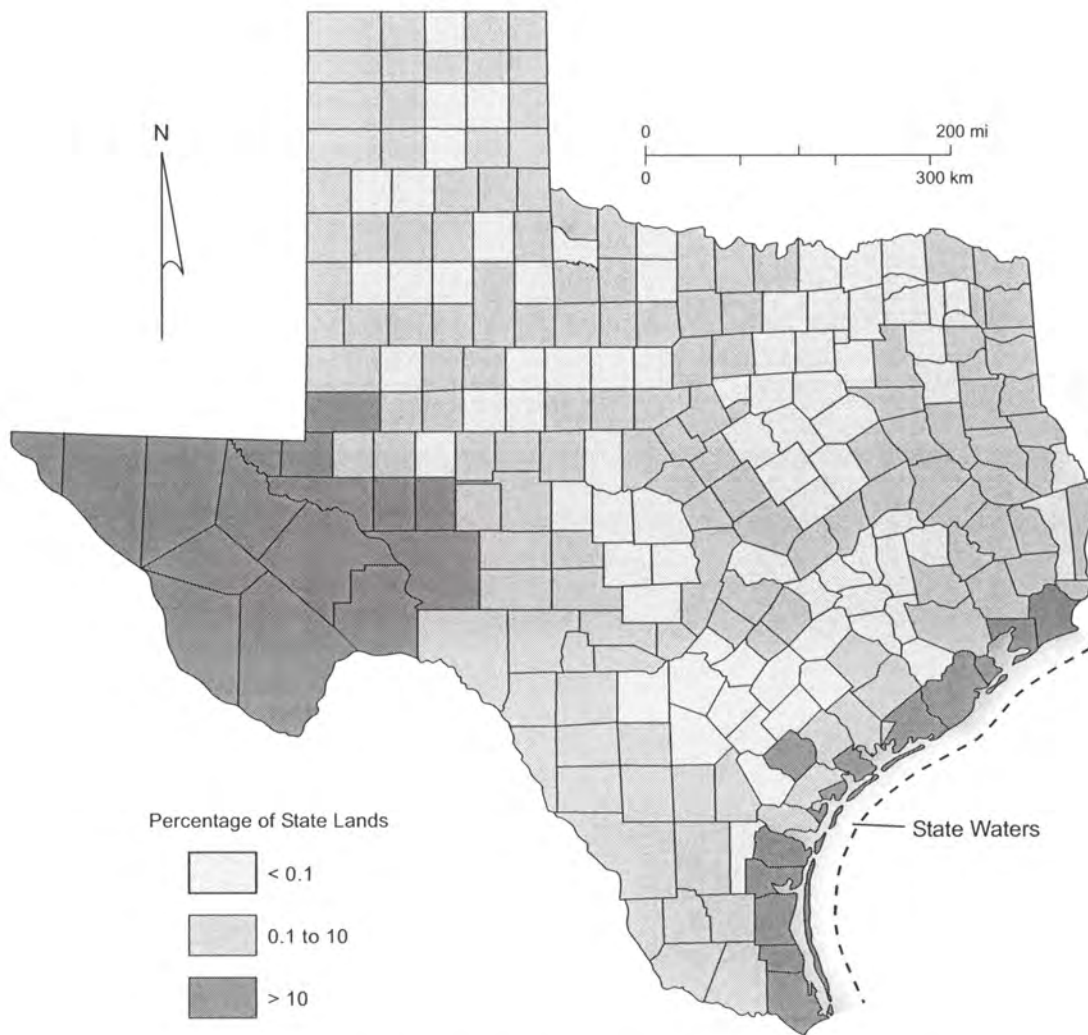 N
0 200 mi
0 300 km
State Waters
Percentage of State Lands
< 0.1
0.1 to 10
> 10